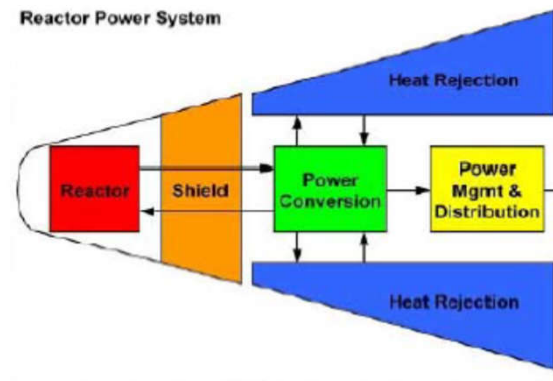 Reactor Power System
Heat Rejection
Reactor
Shield
Power
Conversion
Power
Mgmt &
Distribution
Heat Rejection